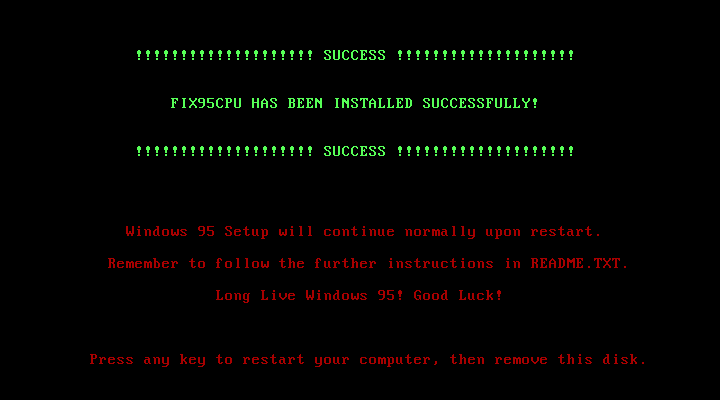 !!!!!!!!!!!!!!!!!!!! SUCCESS !!!!!!!!!!!!!!!!!!!!
FIX95CPU HAS BEEN INSTALLED SUCCESSFULLY!
!!!!!!!!!!!!!!!!!!!! SUCCESS !!!!!!!!!!!!!!!!!!!!
Windows 95 Setup will continue normally upon restart.
Remember to follow the further instructions in README.TXT.
Long Live Windows 95! Good Luck!
Press any key to restart your computer, then remove this disk.